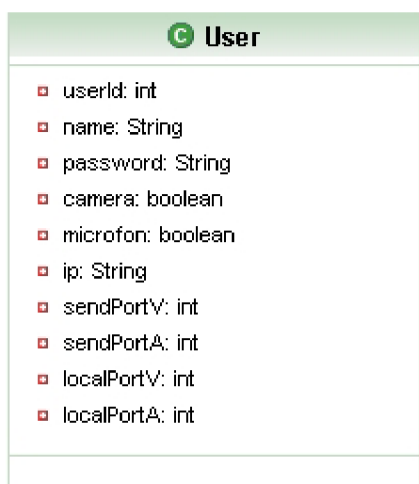 C User
userId: int
name: String
password: String
camera: boolean
microfon: boolean
ip: String
sendPortV: int
sendPortA: int
localPortV: int
localPortA: int